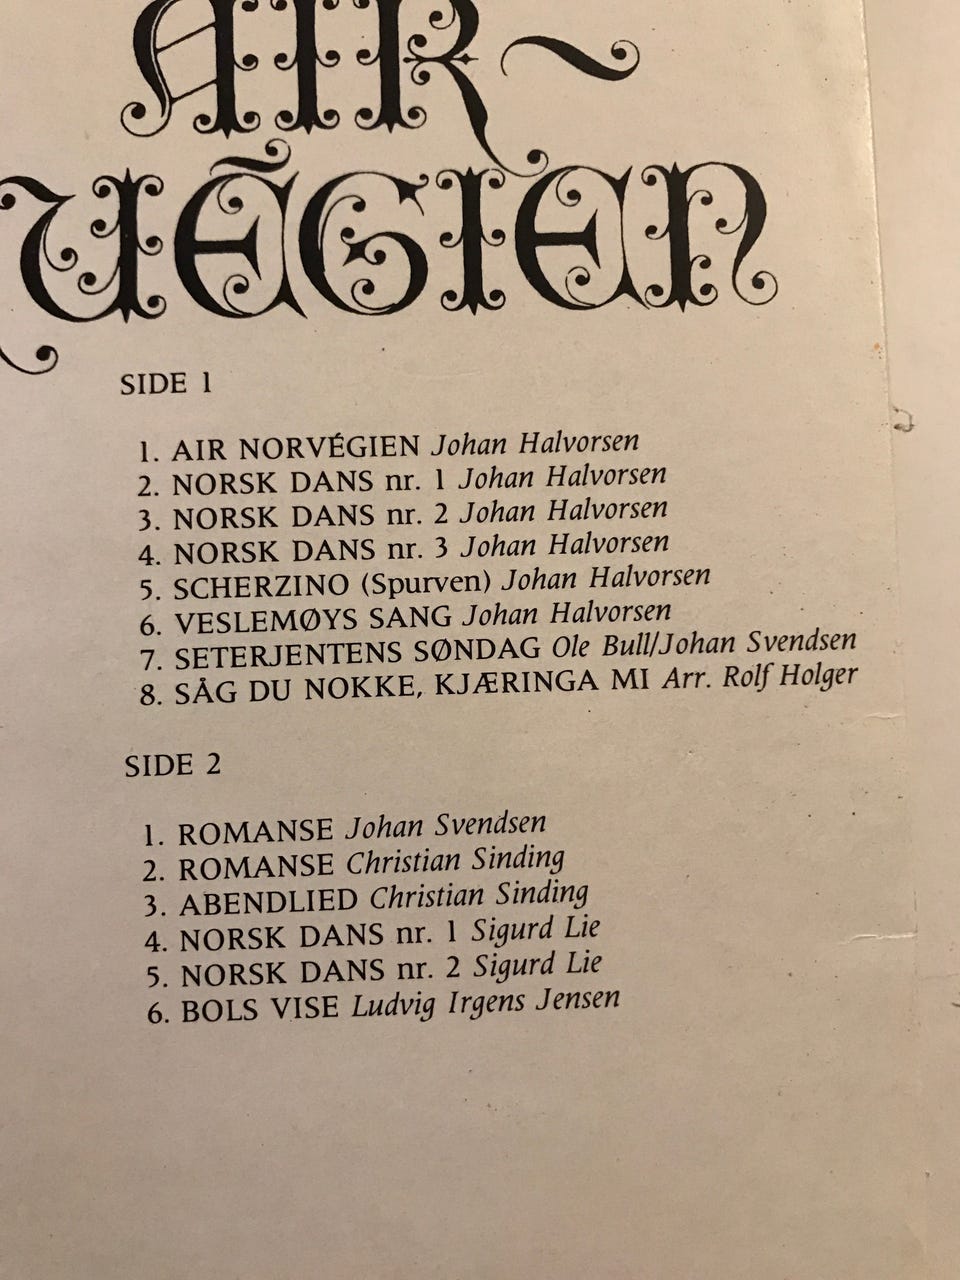 AIR~
VÉGIEN
SIDE 1
1. AIR NORVÉGIEN Johan Halvorsen
2. NORSK DANS nr. 1 Johan Halvorsen
3. NORSK DANS nr. 2 Johan Halvorsen
4. NORSK DANS nr. 3 Johan Halvorsen
5. SCHERZINO (Spurven) Johan Halvorsen
6. VESLEMØYS SANG Johan Halvorsen
7. SETERJENTENS SØNDAG Ole Bull/Johan Svendsen
8. SÅG DU NOKKE, KJÆRINGA MI Arr. Rolf Holger
SIDE 2
1. ROMANSE Johan Svendsen
2. ROMANSE Christian Sinding
3. ABENDLIED Christian Sinding
4. NORSK DANS nr. 1 Sigurd Lie
5. NORSK DANS nr. 2 Sigurd Lie
6. BOLS VISE Ludvig Irgens Jensen